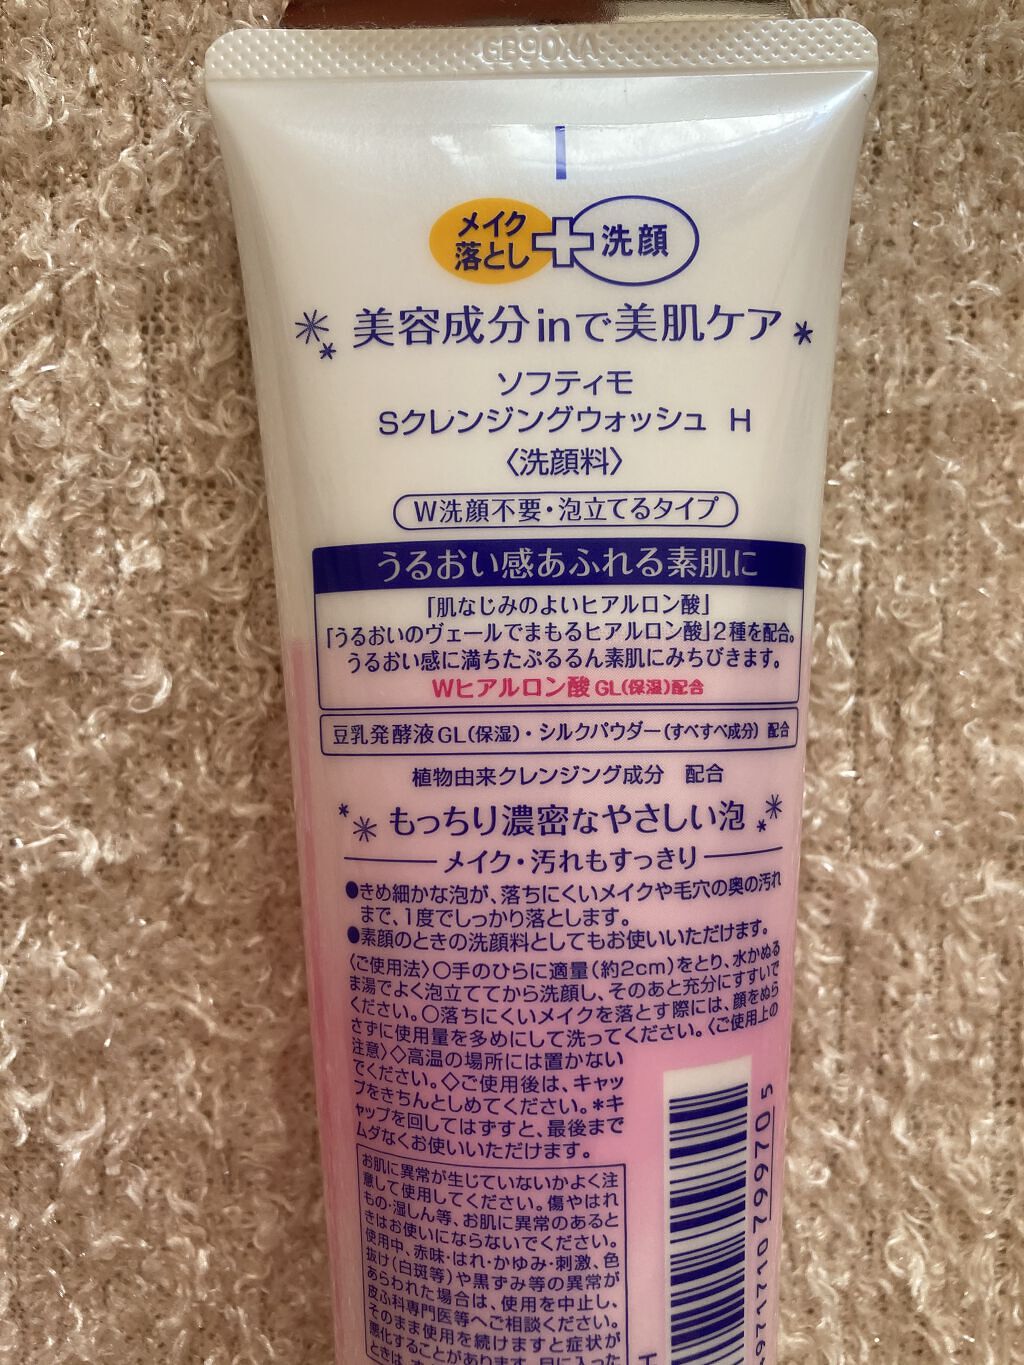 メイク
落とし
洗顔
美容成分inで美肌ケア
ソフティモ
Sクレンジングウォッシュ H
〈洗顔料〉
W洗顔不要・泡立てるタイプ
うるおい感あふれる素肌に
「肌なじみのよいヒアルロン酸」
「うるおいのヴェールでまもるヒアルロン酸」2種を配合。
うるおい感に満ちたぷるるん素肌にみちびきます。
Wヒアルロン酸 GL(保湿)配合
豆乳発酵液GL(保湿)・シルクパウダー(すべすべ成分) 配合
植物由来クレンジング成分 配合
もっちり濃密なやさしい泡
メイク・汚れもすっきり
●きめ細かな泡が、落ちにくいメイクや毛穴の奥の汚れ
まで、1度でしっかり落とします。
●素顔のときの洗顔料としてもお使いいただけます。
〈ご使用法〉○手のひらに適量(約2cm)をとり、水かぬる
ま湯でよく泡立ててから洗顔し、そのあと充分にすすいで
ください。○落ちにくいメイクを落とす際には、顔をぬら
さずに使用量を多めにして洗ってください。〈ご使用上の
注意〉◇高温の場所には置かない
でください。◇ご使用後は、キャッ
プをきちんとしめてください。*キ
ャップを回してはずすと、最後まで
ムダなくお使いいただけます。
お肌に異常が生じていないかよく注
意して使用してください。傷やはれ
もの・湿しん等、お肌に異常のあると
きはお使いにならないでください。
使用中、赤味・はれ・かゆみ・刺激、色
抜け(白斑等)や黒ずみ等の異常が
あらわれた場合は、使用を中止し、
皮ふ科専門医等へご相談ください。
そのまま使用を続けますと症状が
悪化することがあります。目に入った
971710 79970 5